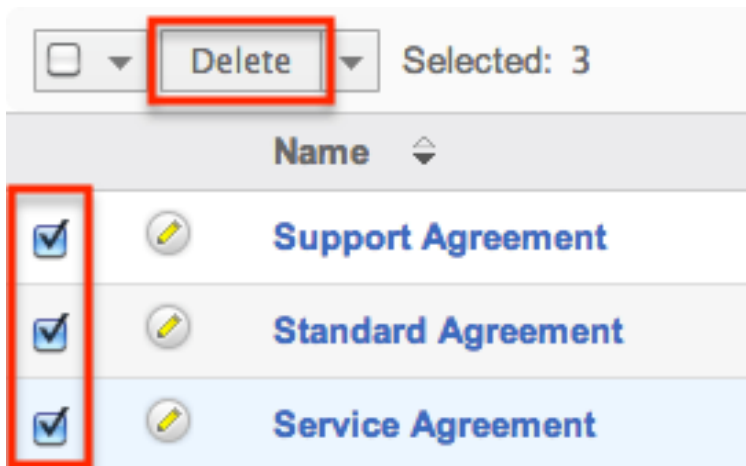 Delete Selected: 3
Name
Support Agreement
Standard Agreement
Service Agreement